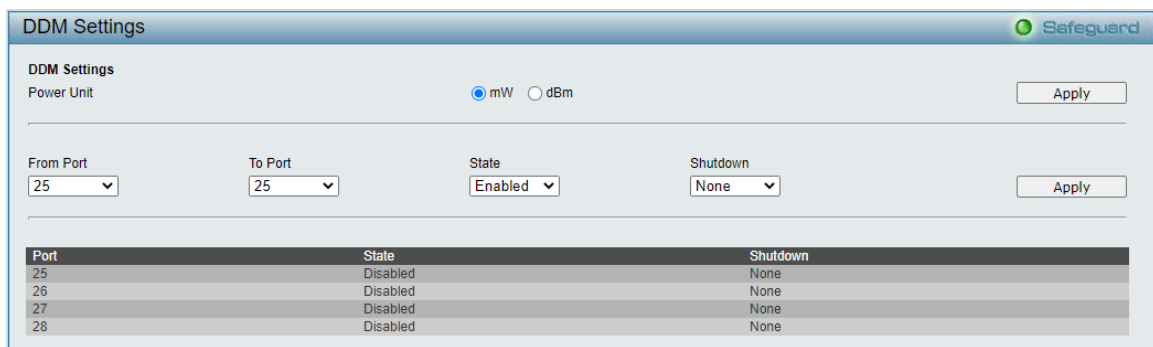 DDM Settings
Safeguard
DDM Settings
Power Unit mW dBm Apply
From Port To Port State Shutdown
25 25 Enabled None Apply
Port State Shutdown
25 Disabled None
26 Disabled None
27 Disabled None
28 Disabled None